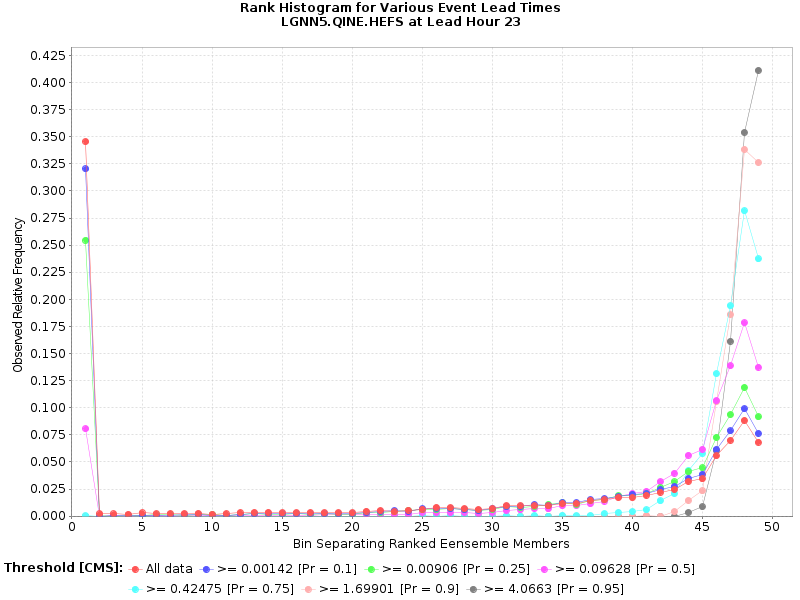 Rank Histogram for Various Event Lead Times
LGNN5.QINE.HEFS at Lead Hour 23
0.425
0.400
0.375
0.350
0.325
0.300
0.275
0.250
0.225
0.200
0.175
0.150
0.125
0.100
0.075
0.050
0.025
0.000
Observed Relative Frequency
0 5 10 15 20 25 30 35 40 45 50
Bin Separating Ranked Eensemble Members
Threshold [CMS]: All data >= 0.00142 [Pr = 0.1] >= 0.00906 [Pr = 0.25] >= 0.09628 [Pr = 0.5]
>= 0.42475 [Pr = 0.75] >= 1.69901 [Pr = 0.9] >= 4.0663 [Pr = 0.95]